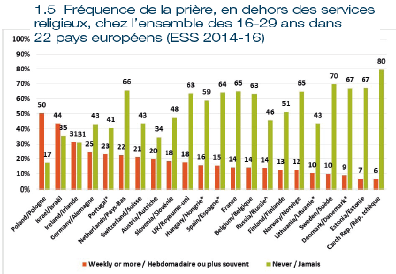 1.5 Fréquence de la prière, en dehors des services
religieux, chez l'ensemble des 16-29 ans dans
22 pays européens (ESS 2014-16)
100%
90%
80%
70%
60%
50%
40%
30%
20%
10%
0%
50 17 44 35 31 31 25 43 23 41 22 66 21 43 20 34 18 48 18 63 16 59 15 64 14 65 14 63 14 46 13 51 12 65 11 43 10 70 9 67 7 67 6 80
Poland/Pologne
Israel/Israël
Ireland/Irlande
Germany/Allemagne
Portugal*
Netherlands/Pays-Bas
Switzerland/Suisse
Austria/Autriche
Slovenia/Slovénie
UK/Royaume uni
Hungary/Hongrie*
Spain/Espagne*
France
Belgium/Belgique
Russia/Russie*
Finland/Finlande
Norway/Norvège
Lithuania/Lituanie*
Sweden/Suède
Denmark/Danemark*
Estonia/Estonie
Czech Rep./Rép. tchèque
Weekly or more / Hebdomadaire ou plus souvent
Never / Jamais